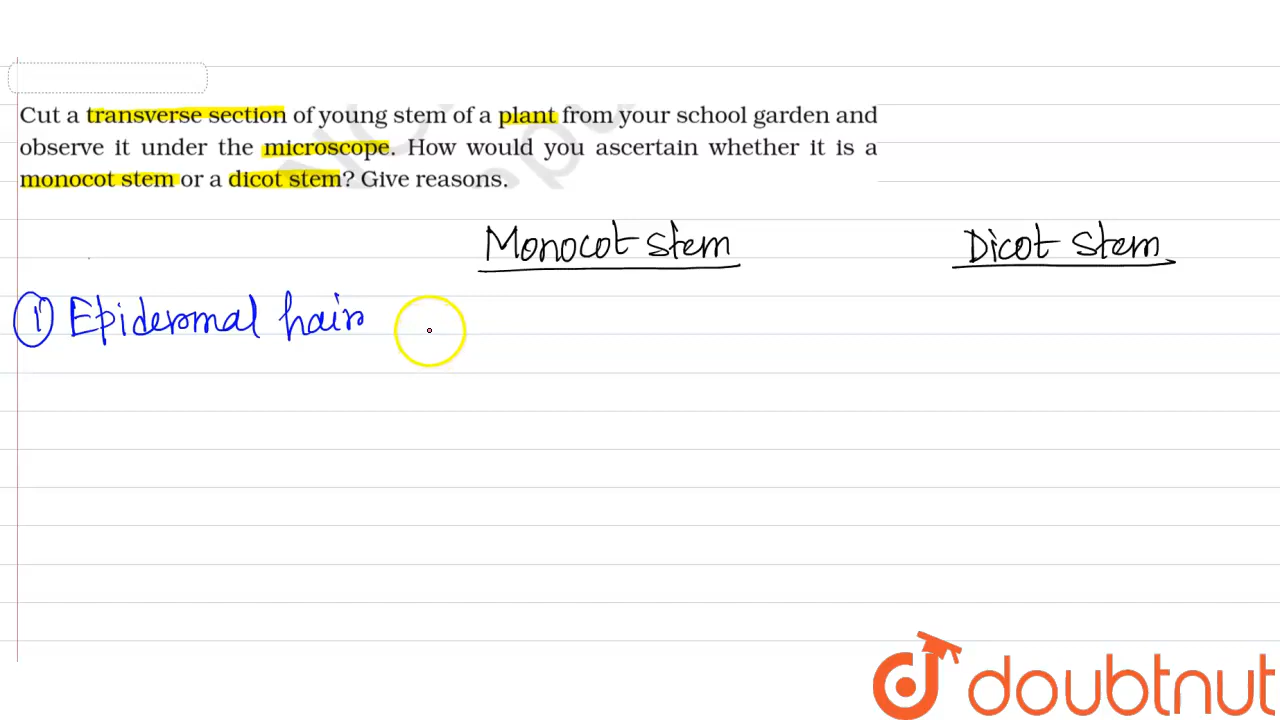 Cut a transverse section of young stem of a plant from your school garden and
observe it under the microscope. How would you ascertain whether it is a
monocot stem or a dicot stem? Give reasons.
Monocot stem Dicot stem
① Epidermal hair
doubtnut